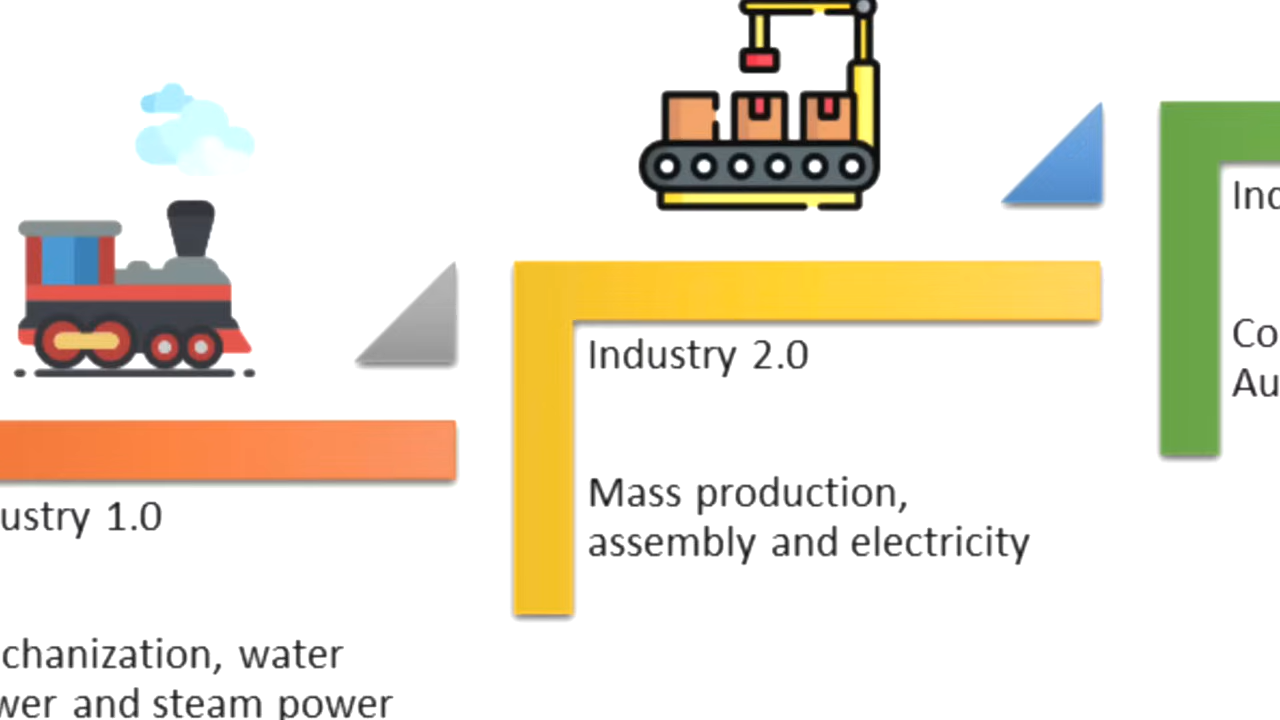 ustry 1.0
chanization, water
wer and steam power
Industry 2.0
Mass production,
assembly and electricity
Ind
Co
Au